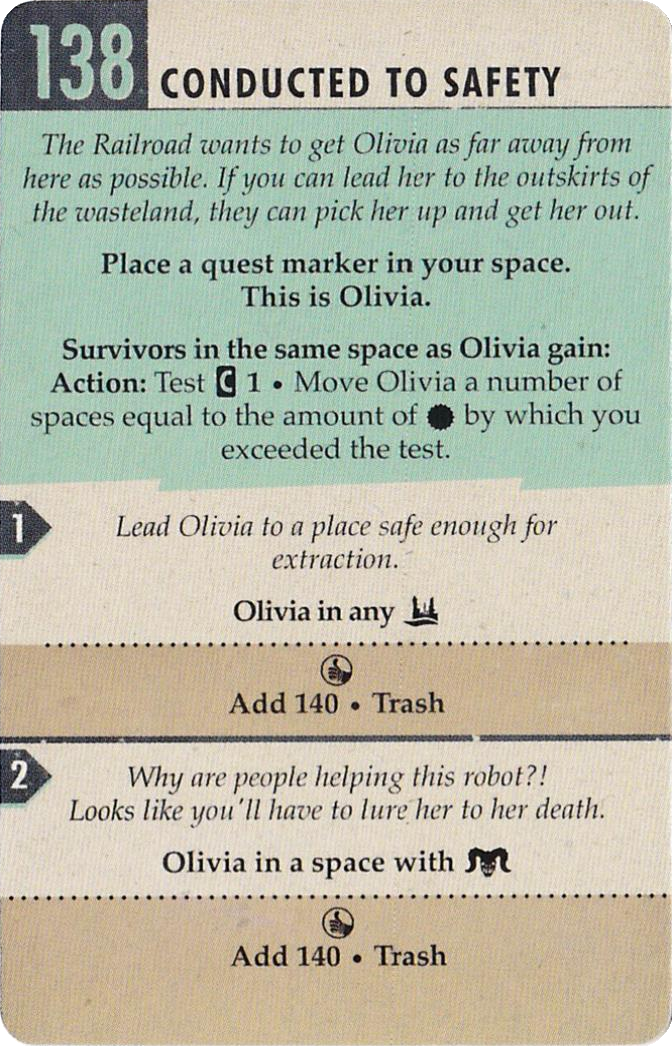 138 CONDUCTED TO SAFETY
The Railroad wants to get Olivia as far away from
here as possible. If you can lead her to the outskirts of
the wasteland, they can pick her up and get her out.
Place a quest marker in your space.
This is Olivia.
Survivors in the same space as Olivia gain:
Action: Test C 1 • Move Olivia a number of
spaces equal to the amount of by which you
exceeded the test.
1
Lead Olivia to a place safe enough for
extraction.
Olivia in any
Add 140 • Trash
2
Why are people helping this robot?!
Looks like you'll have to lure her to her death.
Olivia in a space with
Add 140 • Trash